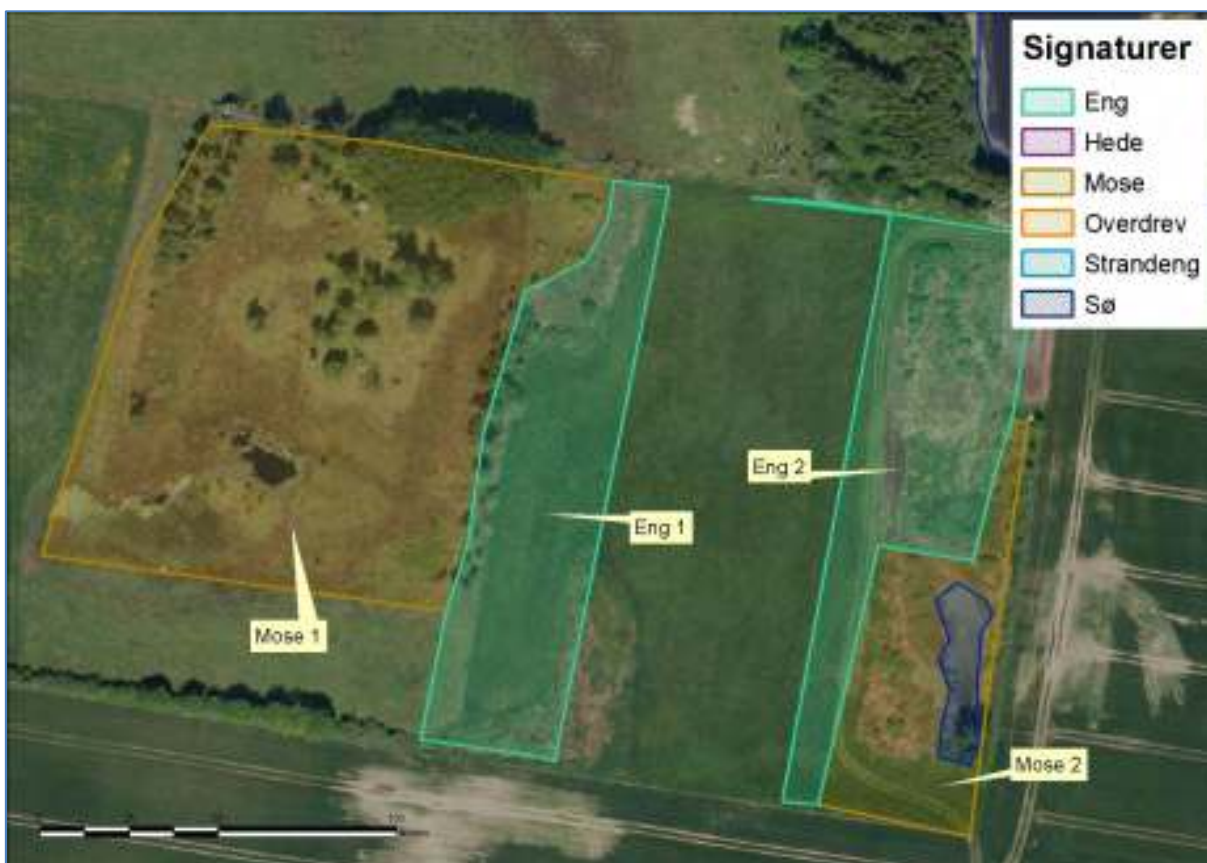 Signaturer
Eng
Hede
Mose
Overdrev
Strandeng
Sø
Eng 2
Eng 1
Mose 1
Mose 2